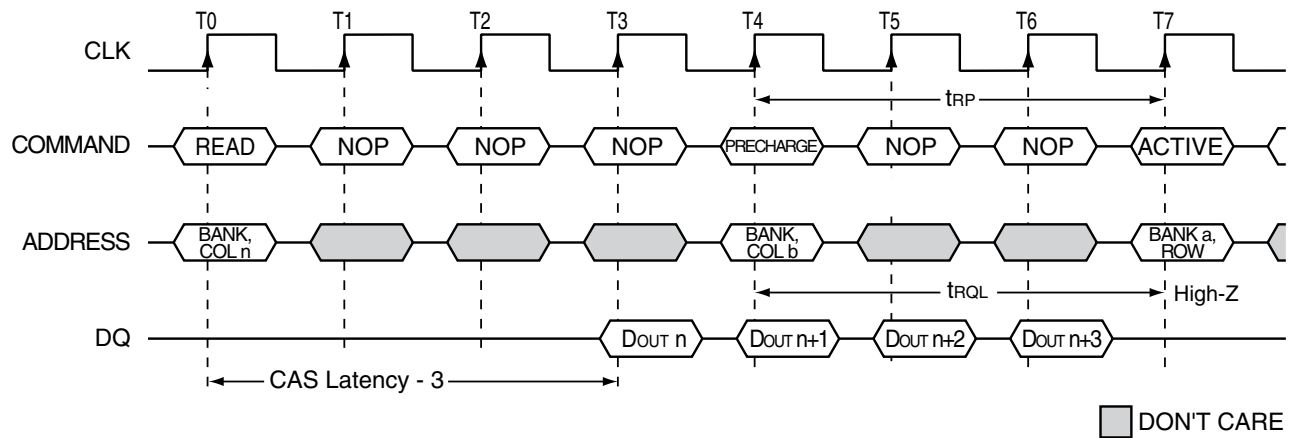 T0 T1 T2 T3 T4 T5 T6 T7
CLK
tRP
COMMAND READ NOP NOP NOP PRECHARGE NOP NOP ACTIVE
ADDRESS BANK, COL n BANK, COL b BANK a, ROW
tRQL High-Z
DQ DOUT n DOUT n+1 DOUT n+2 DOUT n+3
CAS Latency - 3
DON'T CARE